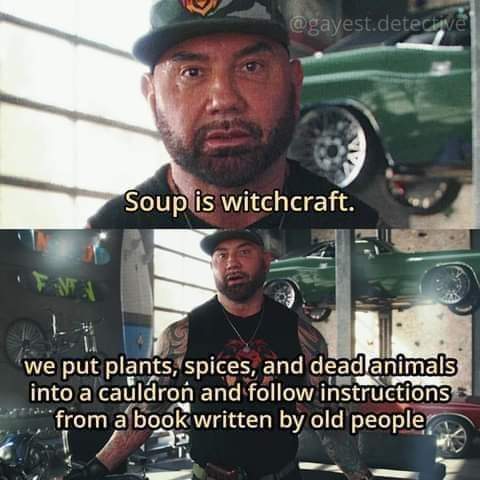 @gayest.detective
Soup is witchcraft.
we put plants, spices, and dead animals
into a cauldron and follow instructions
from a book written by old people